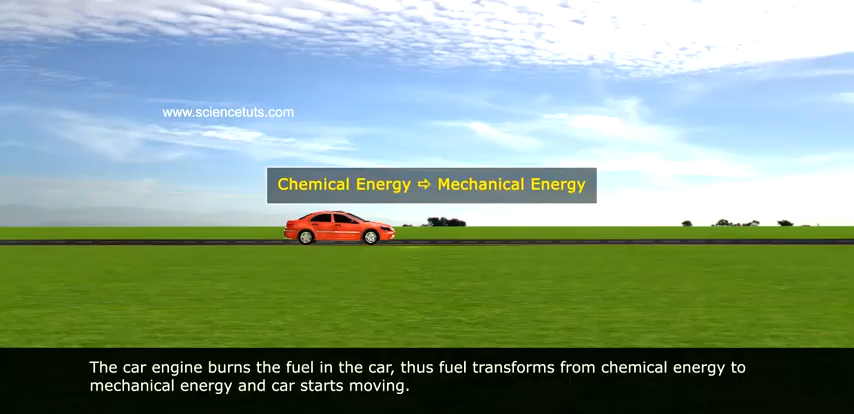 www.sciencetuts.com
Chemical Energy ⇨ Mechanical Energy
The car engine burns the fuel in the car, thus fuel transforms from chemical energy to
mechanical energy and car starts moving.